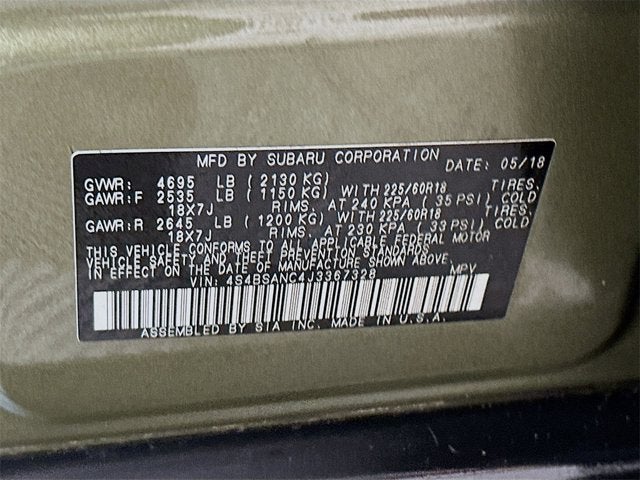 MFD BY SUBARU CORPORATION DATE: 05/18
GVWR: 4695 LB (2130 KG)
GAWR:F 2535 LB (1150 KG) WITH 225/60R18 TIRES,
18X7J RIMS, AT 240 KPA (35 PSI) COLD
GAWR:R 2645 LB (1200 KG) WITH 225/60R18 TIRES,
18X7J RIMS, AT 230 KPA (33 PSI) COLD
THIS VEHICLE CONFORMS TO ALL APPLICABLE FEDERAL MOTOR
VEHICLE SAFETY AND THEFT PREVENTION STANDARDS
IN EFFECT ON THE DATE OF MANUFACTURE SHOWN ABOVE.
VIN: 4S4BSANC4J3367328 MPV
ASSEMBLED BY SIA INC. MADE IN U.S.A.